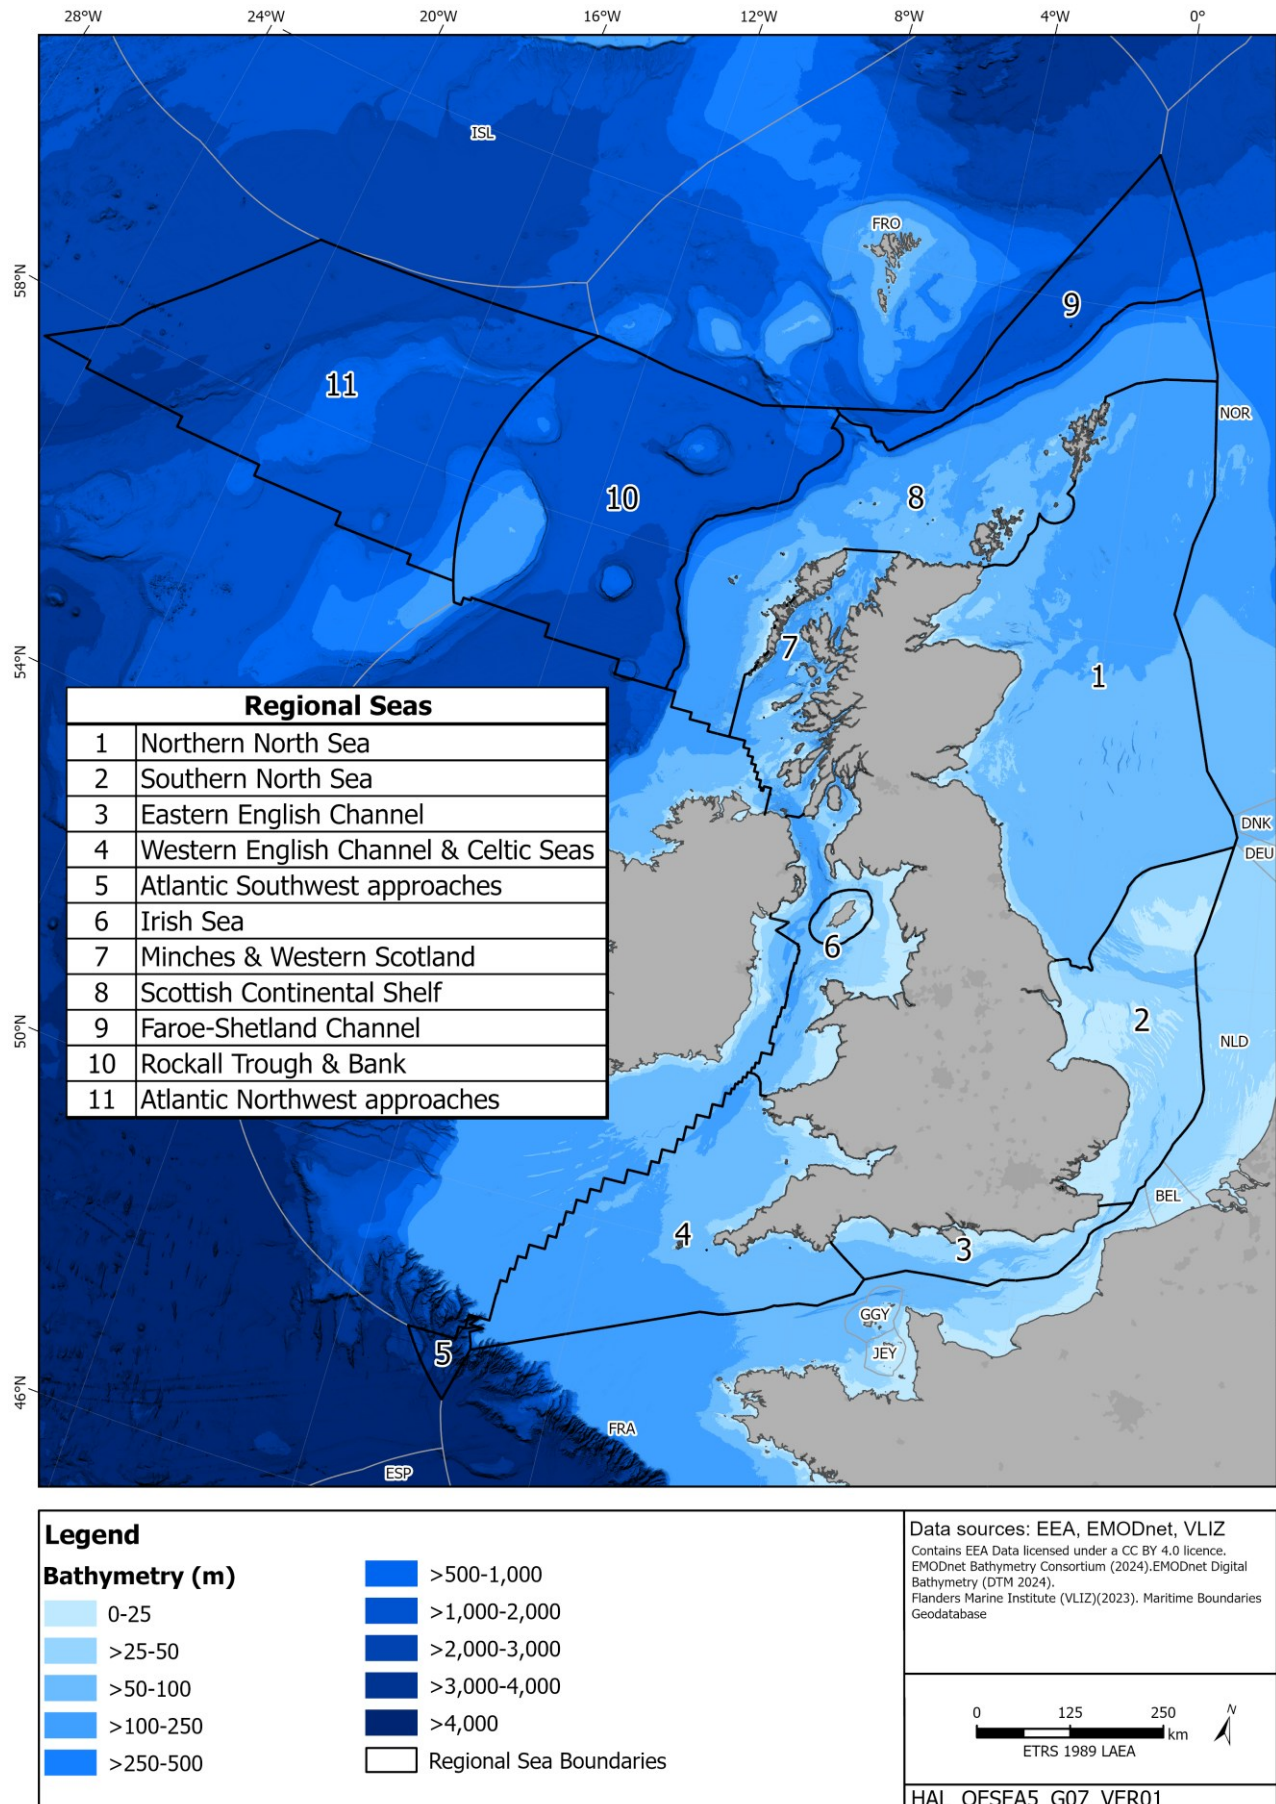 28°W 24°W 20°W 16°W 12°W 8°W 4°W 0°
ISL
FRO
58°N
9
11
NOR
10
8
7
54°N
1
Regional Seas
1 Northern North Sea
2 Southern North Sea
3 Eastern English Channel
4 Western English Channel & Celtic Seas
5 Atlantic Southwest approaches
6 Irish Sea
7 Minches & Western Scotland
8 Scottish Continental Shelf
9 Faroe-Shetland Channel
10 Rockall Trough & Bank
11 Atlantic Northwest approaches
DNK
DEU
6
50°N
2
NLD
BEL
4
3
GGY
JEY
5
46°N
FRA
ESP
Legend
Bathymetry (m)
0-25
>25-50
>50-100
>100-250
>250-500
>500-1,000
>1,000-2,000
>2,000-3,000
>3,000-4,000
>4,000
Regional Sea Boundaries
Data sources: EEA, EMODnet, VLIZ
Contains EEA Data licensed under a CC BY 4.0 licence.
EMODnet Bathymetry Consortium (2024).EMODnet Digital
Bathymetry (DTM 2024).
Flanders Marine Institute (VLIZ)(2023). Maritime Boundaries
Geodatabase
0 125 250
km
N
ETRS 1989 LAEA
HAL_OESEA5_G07_VER01